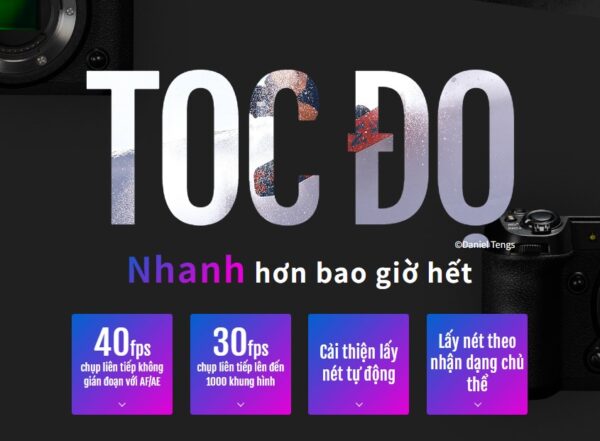 TOC ĐỌ
©Daniel Tengs
Nhanh hơn bao giờ hết
40fps
chụp liên tiếp không
gián đoạn với AF/AE
30fps
chụp liên tiếp lên đến
1000 khung hình
Cải thiện lấy
nét tự động
Lấy nét theo
nhận dạng chủ
thể